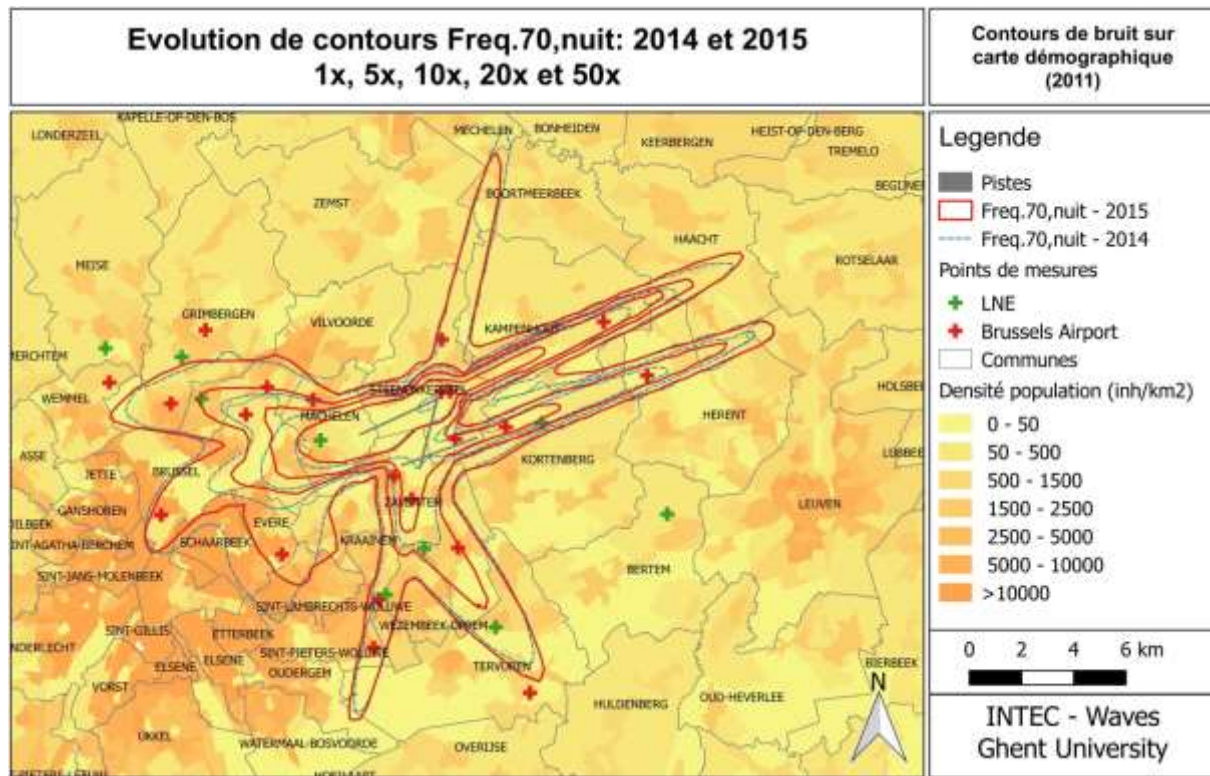 Evolution de contours Freq.70,nuit: 2014 et 2015
1x, 5x, 10x, 20x et 50x
Contours de bruit sur
carte démographique
(2011)
KAPELLE-OP-DEN-BOS
LONDERZEEL
MECHELEN
BONHEIDEN
KEERBERGEN
HEIST-OP-DEN-BERG
TREMELO
BOORTMEERBEEK
ZEMST
HAACHT
ROTSELAAR
MEISE
GRIMBERGEN
VILVOORDE
KAMPENHOUT
WEMMEL
MACHELEN
HERENT
ASSE
KORTENBERG
JETTE
BRUSSEL
LEUVEN
GANSHOREN
EVERE
KRAAINEM
SCHAARBEEK
BERTEM
SINT-JANS-MOLENBEEK
SINT-LAMBRECHTS-WOLUWE
SINT-GILLIS
ETTERBEEK
WEZEMBEEK-OPPEM
ELSENE
ELSENE
SINT-PIETERS-WOLUWE
OUDERGEM
TERVUREN
BIERBEEK
VORST
HULDENBERG
OUD-HEVERLEE
UKKEL
WATERMAAL-BOSVOORDE
OVERIJSE
N
Legende
Pistes
Freq.70,nuit - 2015
Freq.70,nuit - 2014
Points de mesures
LNE
Brussels Airport
Communes
Densité population (inh/km2)
0 - 50
50 - 500
500 - 1500
1500 - 2500
2500 - 5000
5000 - 10000
>10000
0 2 4 6 km
INTEC - Waves
Ghent University